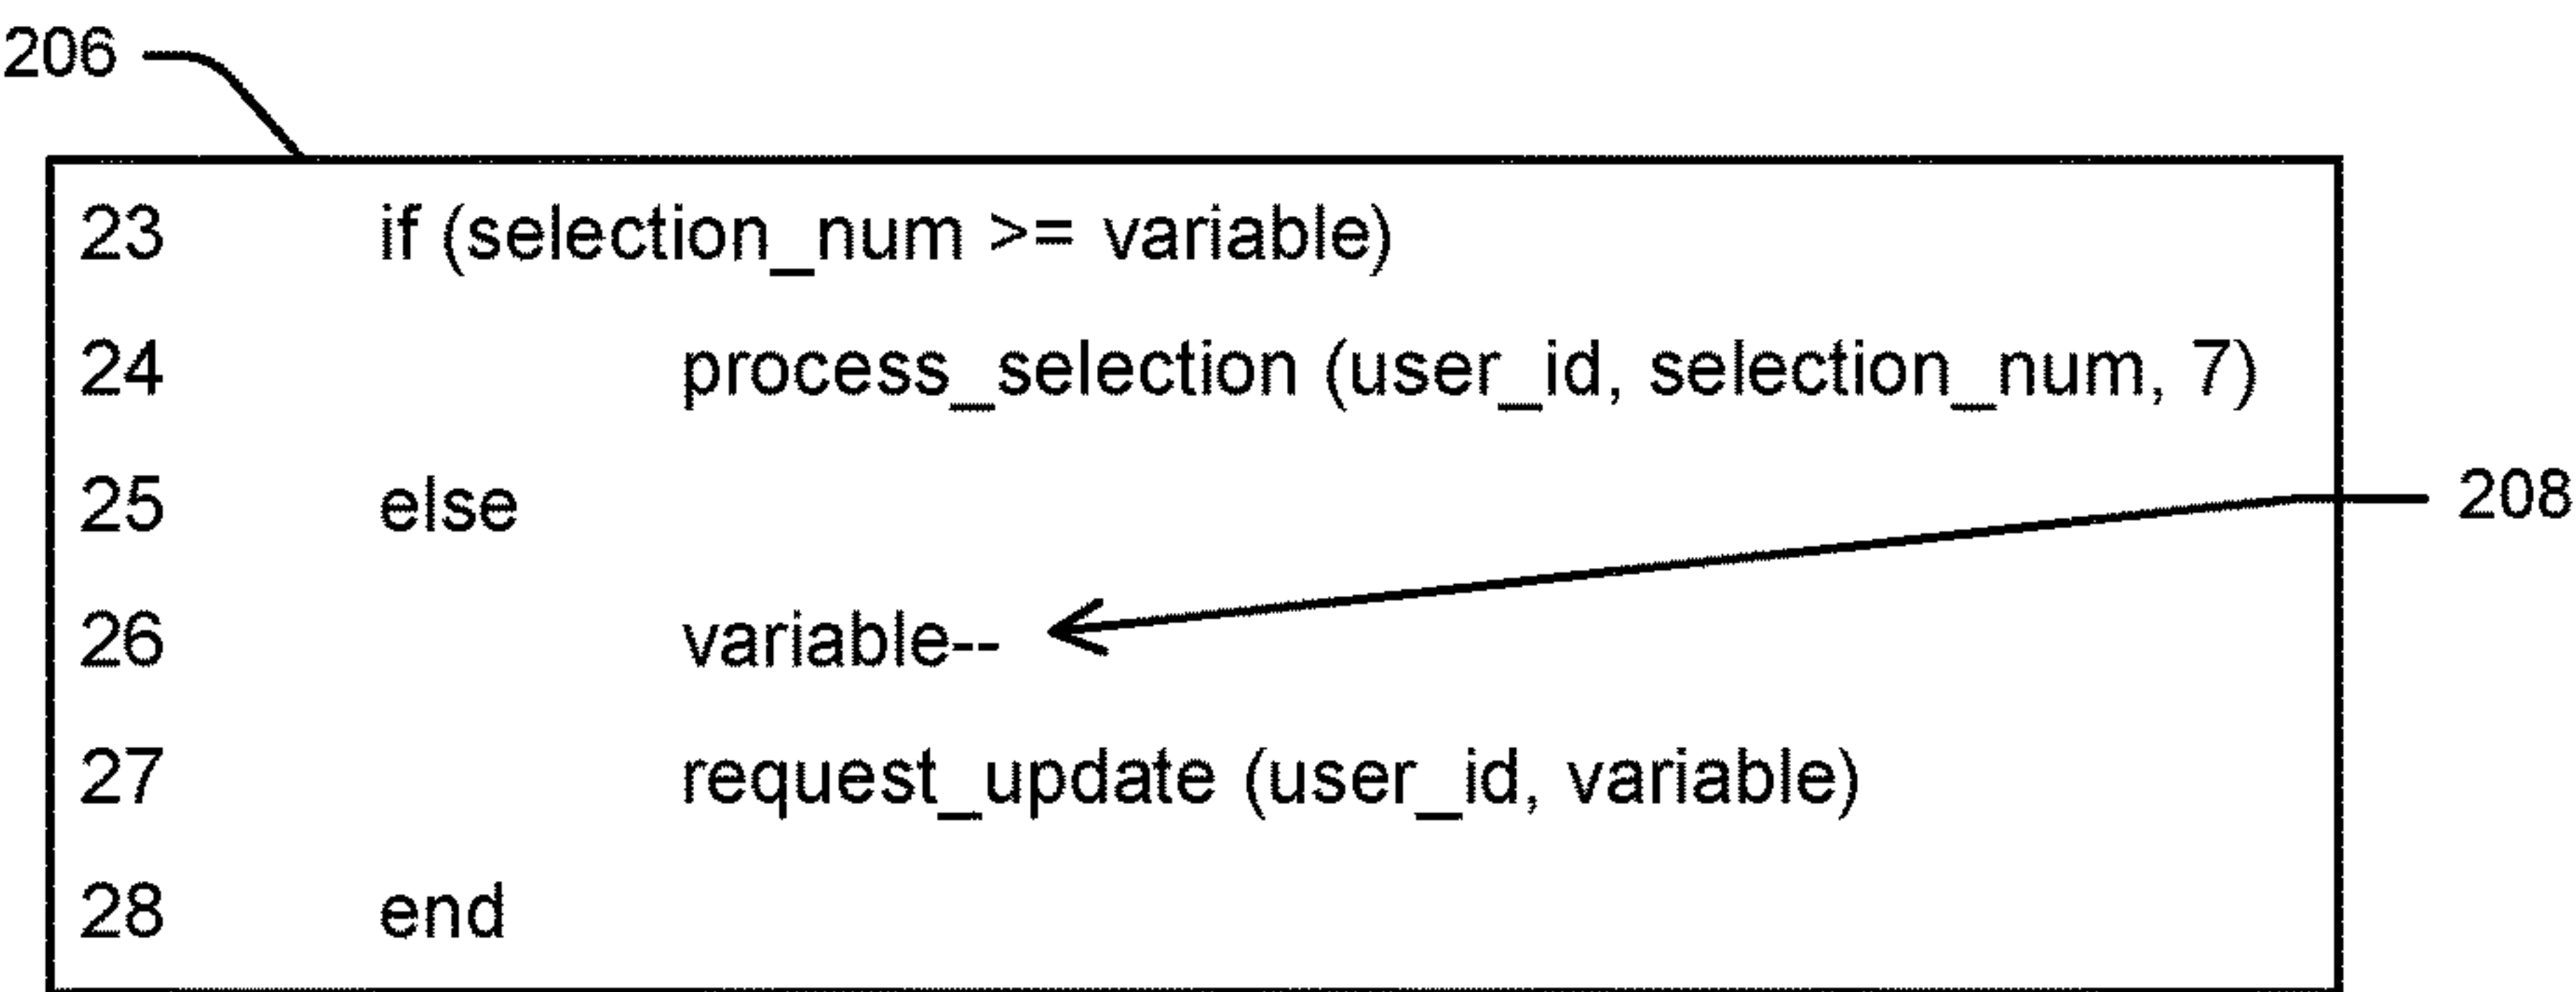 206
23 if (selection_num >= variable)
24 process_selection (user_id, selection_num, 7)
25 else
208
26 variable--
27 request_update (user_id, variable)
28 end